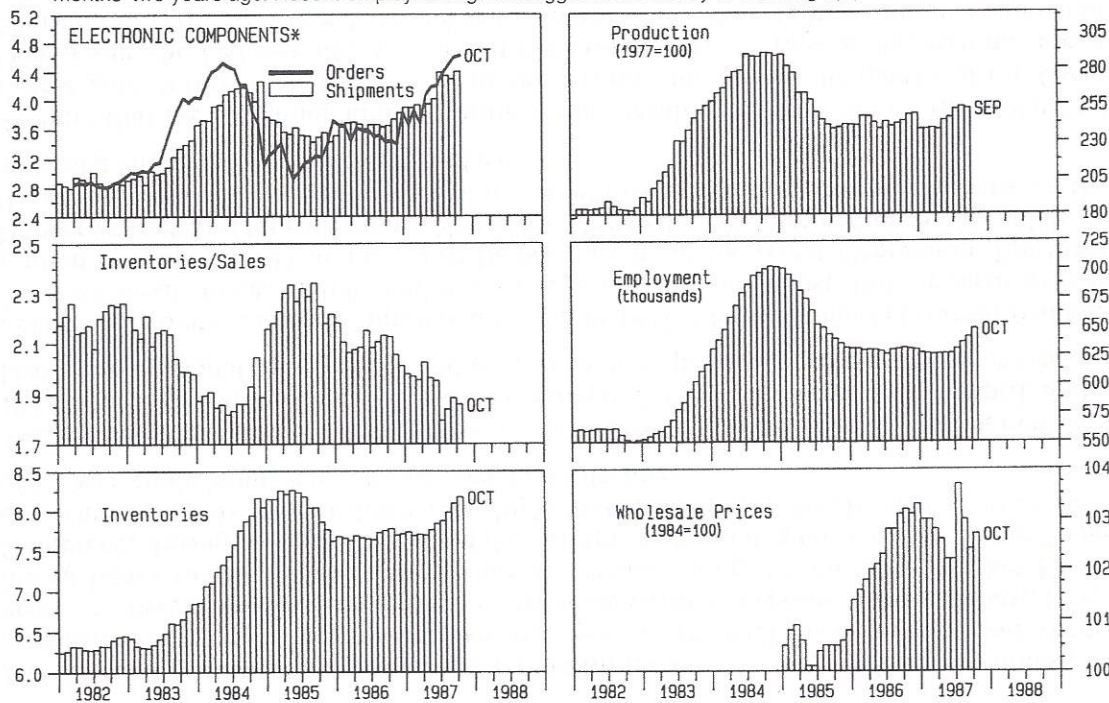 months two years ago.
ELECTRONIC COMPONENTS*
Orders
Shipments
OCT
5.2
4.8
4.4
4.0
3.6
3.2
2.8
2.4
Production
(1977=100)
SEP
305
280
255
230
205
180
Inventories/Sales
OCT
2.5
2.3
2.1
1.9
1.7
Employment
(thousands)
OCT
725
700
675
650
625
600
575
550
Inventories
OCT
8.5
8.0
7.5
7.0
6.5
6.0
1982 1983 1984 1985 1986 1987 1988
Wholesale Prices
(1984=100)
OCT
104
103
102
101
100
1982 1983 1984 1985 1986 1987 1988